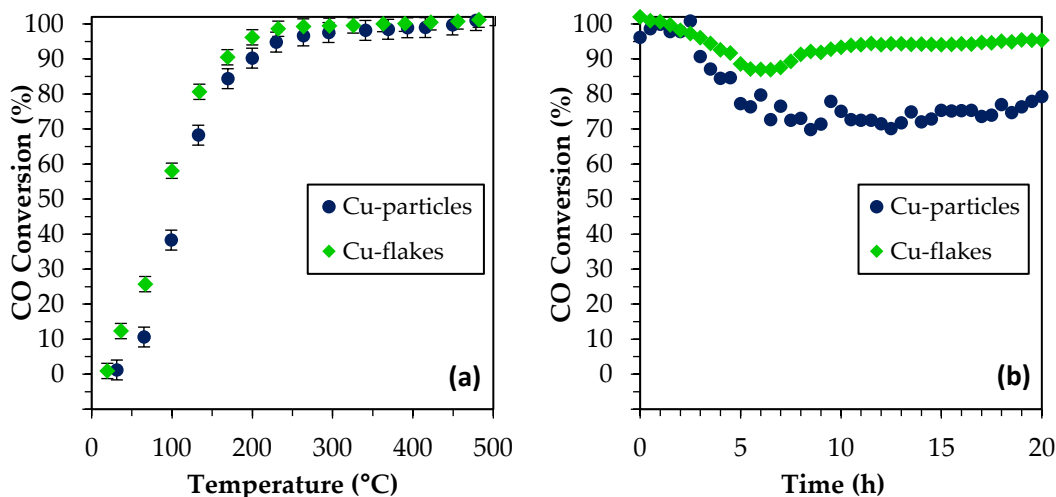 100
90
80
70
60
50
40
30
20
10
0
CO Conversion (%)
Cu-particles
Cu-flakes
(a)
0 100 200 300 400 500
Temperature (°C)
100
90
80
70
60
50
40
30
20
10
0
CO Conversion (%)
Cu-particles
Cu-flakes
(b)
0 5 10 15 20
Time (h)